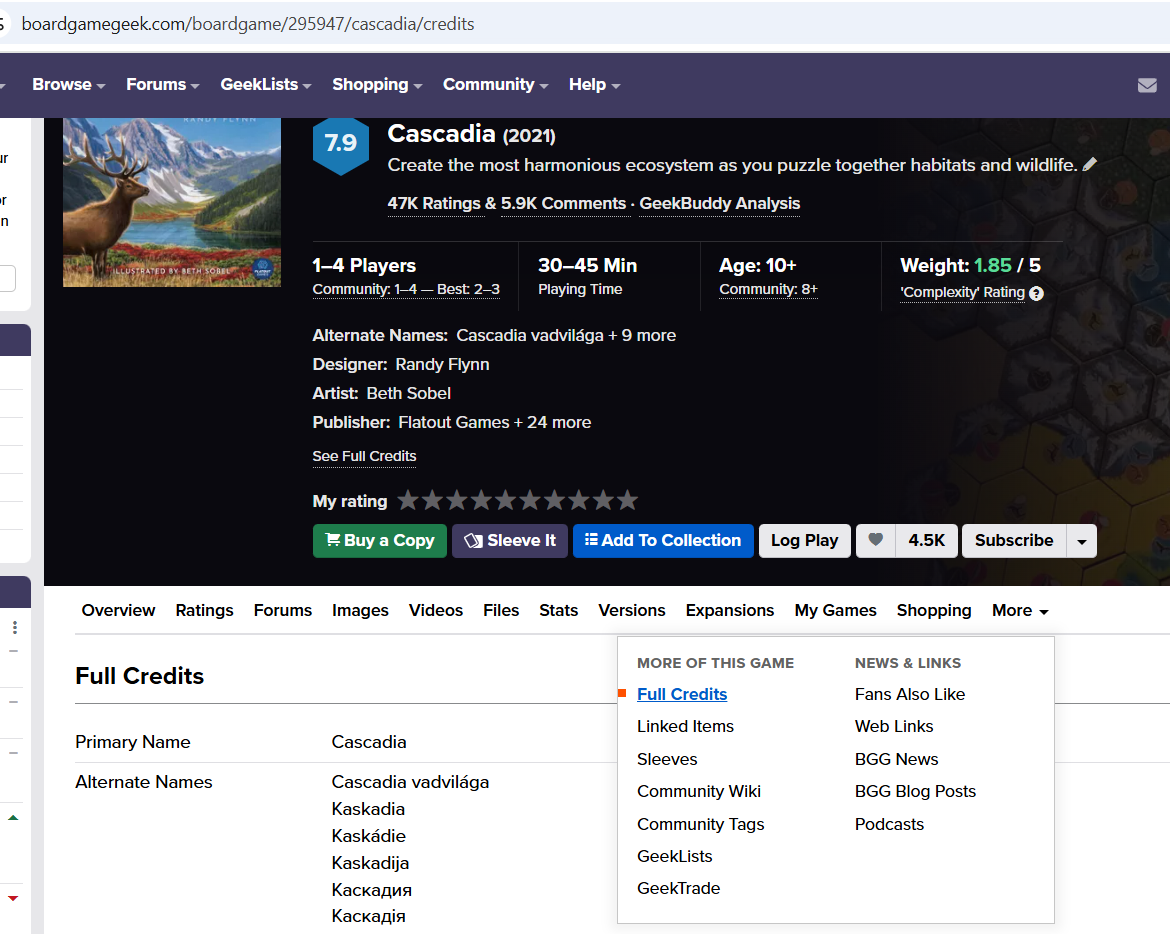 boardgamegeek.com/boardgame/295947/cascadia/credits
Browse Forums GeekLists Shopping Community Help
RANDY FLYNN
ILLUSTRATED BY BETH SOBEL
7.9
Cascadia (2021)
Create the most harmonious ecosystem as you puzzle together habitats and wildlife.
47K Ratings & 5.9K Comments · GeekBuddy Analysis
1–4 Players
Community: 1–4 — Best: 2–3
30–45 Min
Playing Time
Age: 10+
Community: 8+
Weight: 1.85 / 5
'Complexity' Rating ?
Alternate Names: Cascadia vadvilága + 9 more
Designer: Randy Flynn
Artist: Beth Sobel
Publisher: Flatout Games + 24 more
See Full Credits
My rating
Buy a Copy Sleeve It Add To Collection Log Play 4.5K Subscribe
Overview Ratings Forums Images Videos Files Stats Versions Expansions My Games Shopping More
Full Credits
Primary Name Cascadia
Alternate Names Cascadia vadvilága
Kaskadia
Kaskádie
Kaskadija
Каскадия
Каскадія
MORE OF THIS GAME
Full Credits
Linked Items
Sleeves
Community Wiki
Community Tags
GeekLists
GeekTrade
NEWS & LINKS
Fans Also Like
Web Links
BGG News
BGG Blog Posts
Podcasts